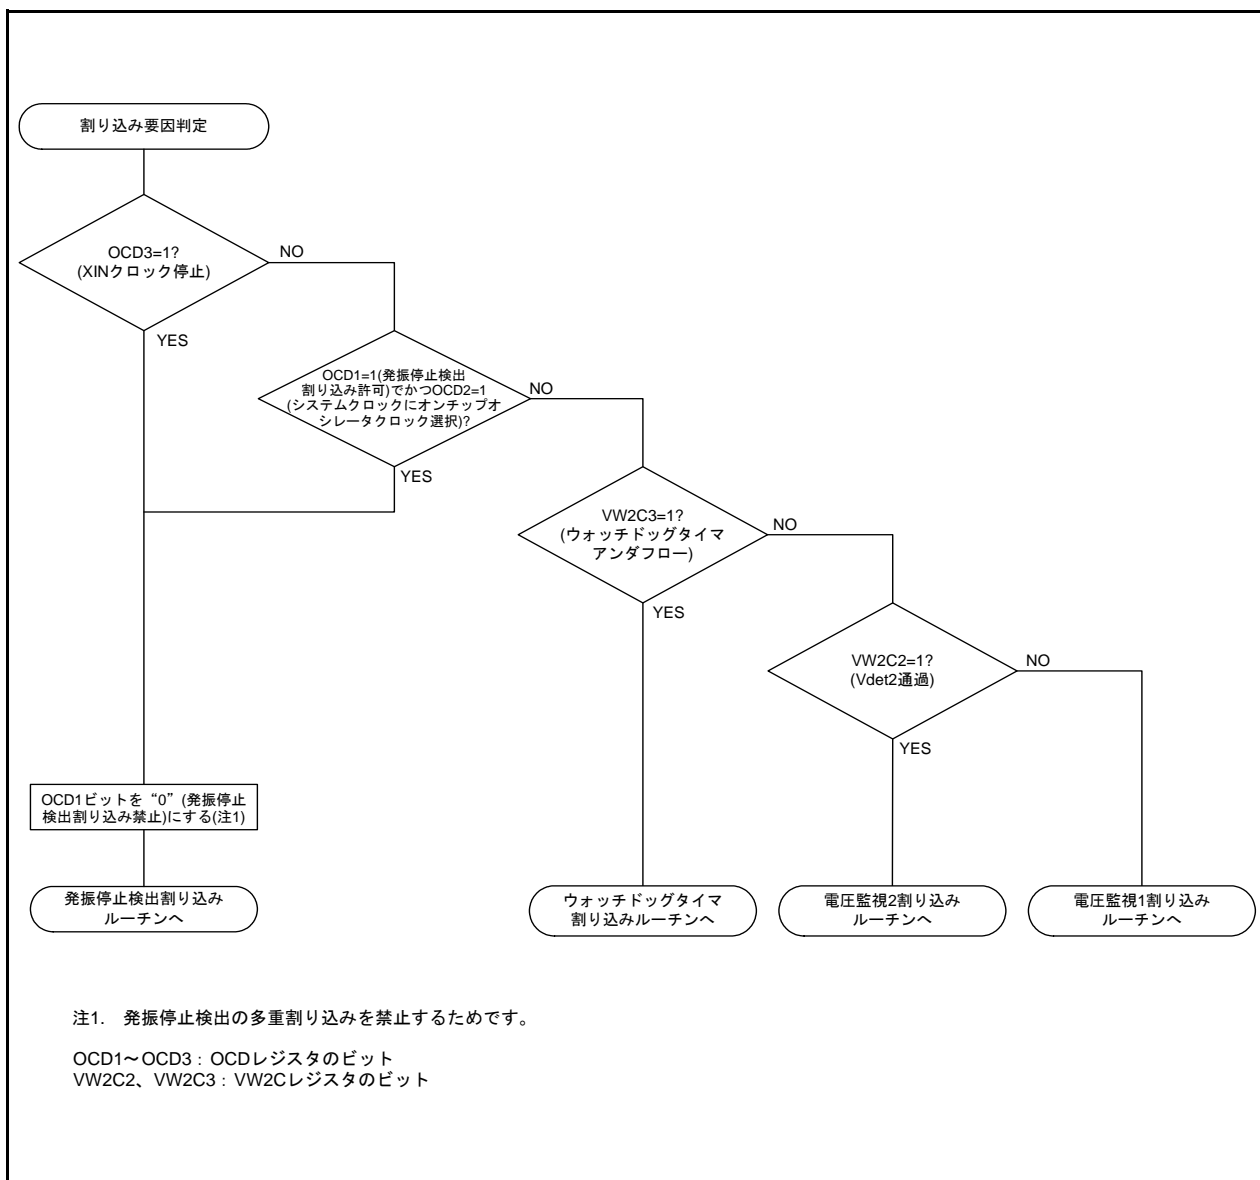 割り込み要因判定
OCD3=1?
(XINクロック停止)
NO
YES
OCD1=1(発振停止検出
割り込み許可)でかつOCD2=1
(システムクロックにオンチップオ
シレータクロック選択)?
NO
YES
VW2C3=1?
(ウォッチドッグタイマ
アンダフロー)
NO
YES
VW2C2=1?
(Vdet2通過)
NO
YES
OCD1ビットを“0”(発振停止
検出割り込み禁止)にする(注1)
発振停止検出割り込み
ルーチンへ
ウォッチドッグタイマ
割り込みルーチンへ
電圧監視2割り込み
ルーチンへ
電圧監視1割り込み
ルーチンへ
注1. 発振停止検出の多重割り込みを禁止するためです。
OCD1〜OCD3：OCDレジスタのビット
VW2C2、VW2C3：VW2Cレジスタのビット